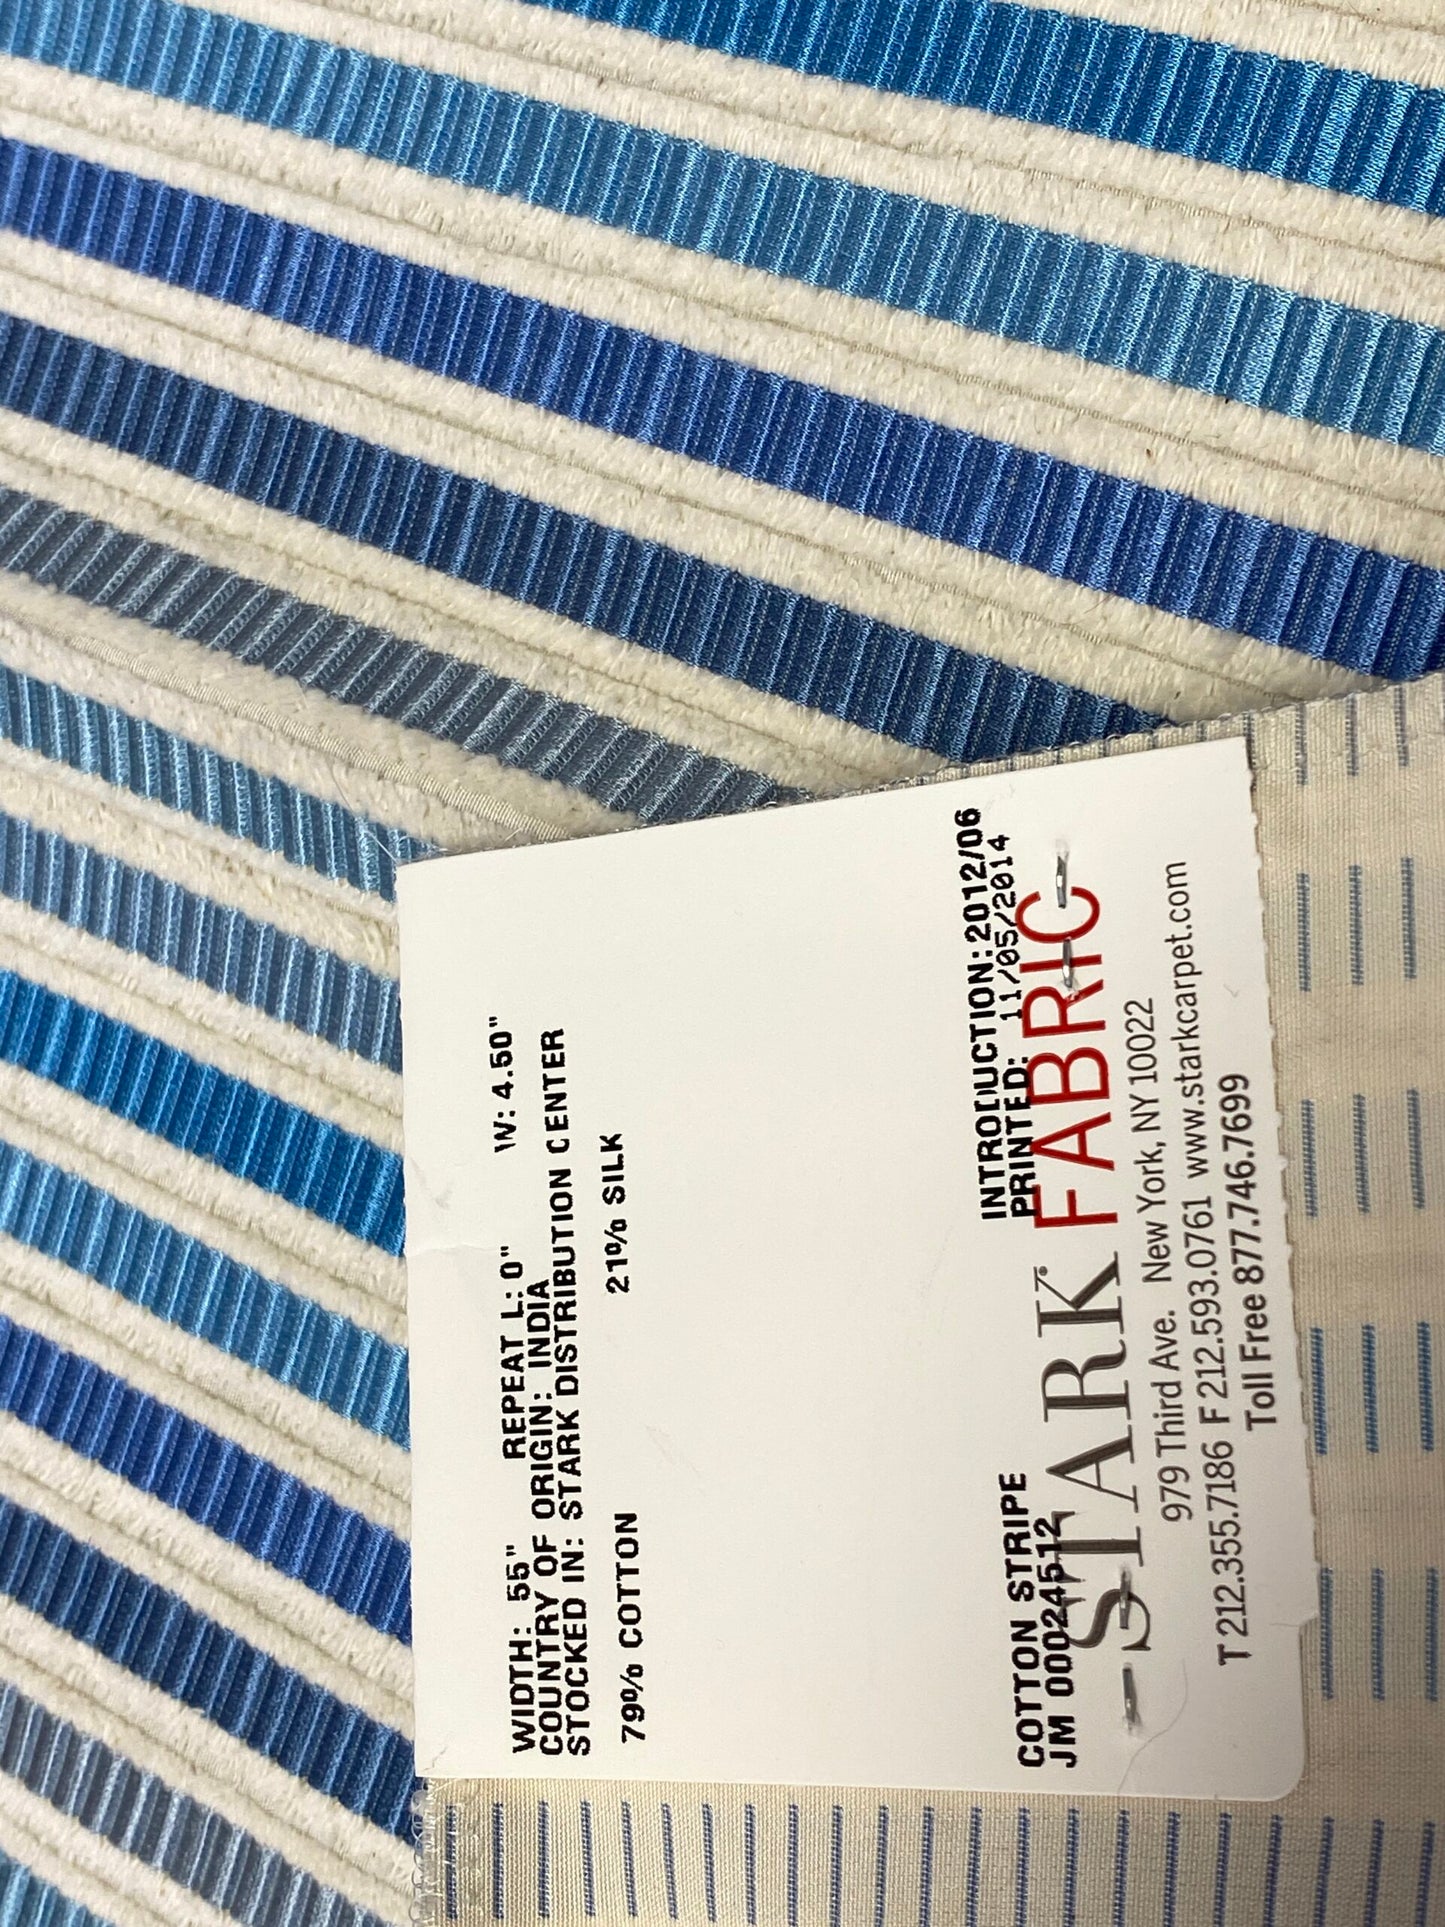 WIDTH: 55" REPEAT L: 0" W: 4.50"
COUNTRY OF ORIGIN: INDIA
STOCKED IN: STARK DISTRIBUTION CENTER
79% COTTON 21% SILK
COTTON STRIPE INTRODUCTION:2012/06
JM 00024512 PRINTED: 11/05/2014
STARK® FABRIC
979 Third Ave. New York, NY 10022
T 212.355.7186 F 212.593.0761 www.starkcarpet.com
Toll Free 877.746.7699